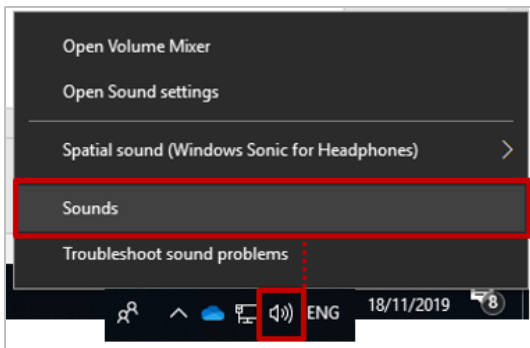 Open Volume Mixer
Open Sound settings
Spatial sound (Windows Sonic for Headphones)
Sounds
Troubleshoot sound problems
ENG 18/11/2019 8